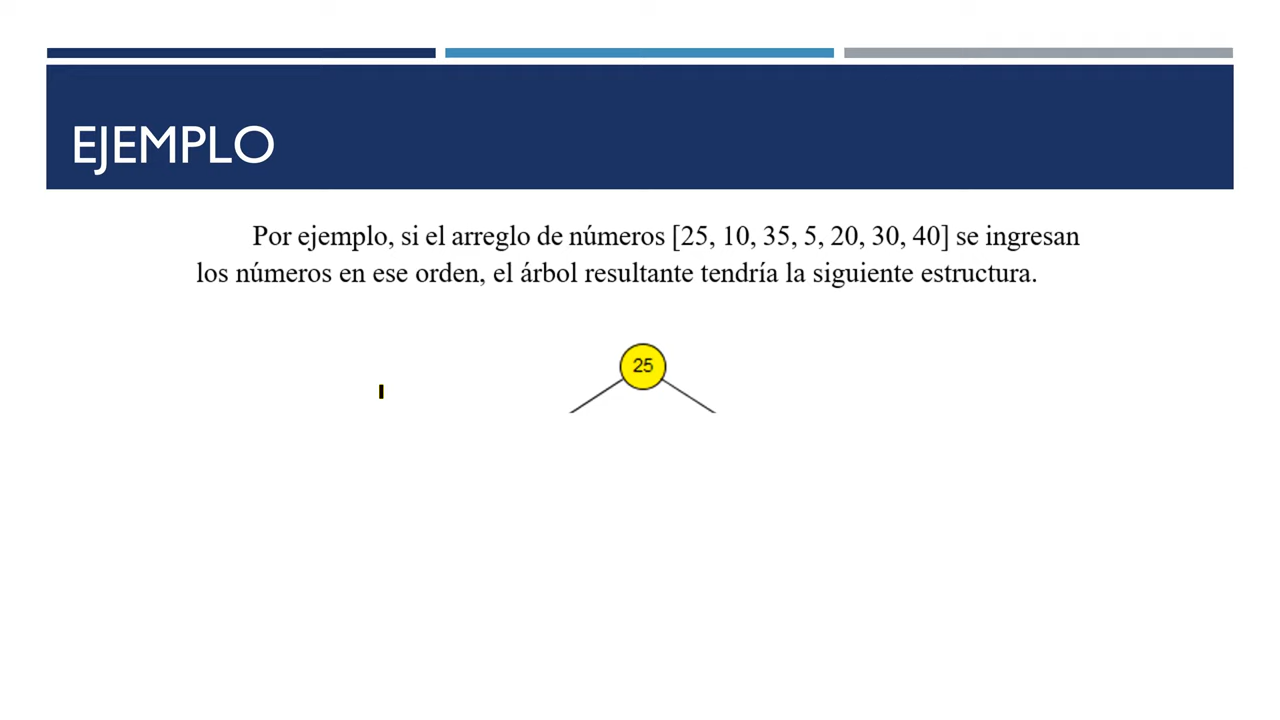 EJEMPLO
Por ejemplo, si el arreglo de números [25, 10, 35, 5, 20, 30, 40] se ingresan
los números en ese orden, el árbol resultante tendría la siguiente estructura.
25